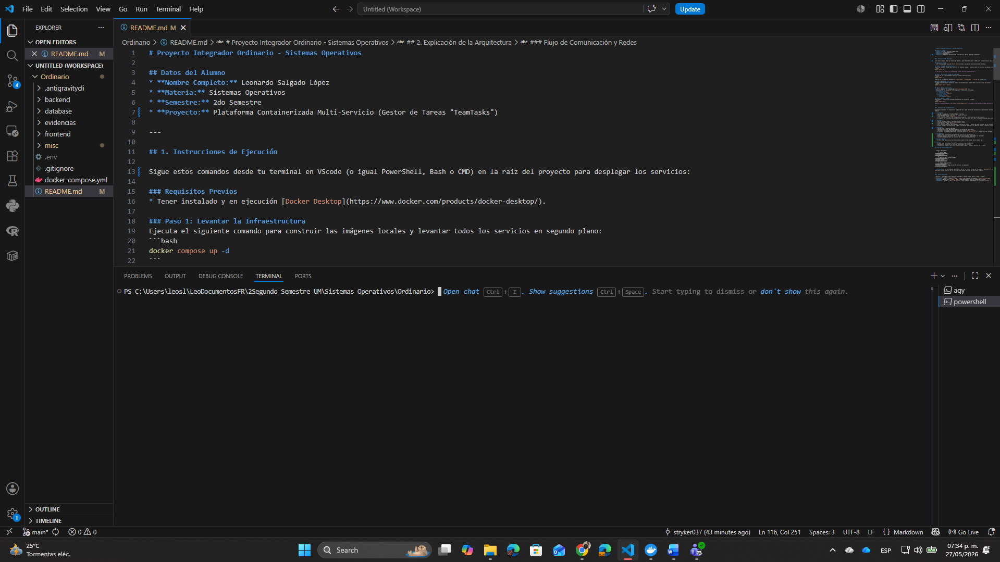 File Edit Selection View Go Run Terminal Help
Untitled (Workspace)
Update
EXPLORER
OPEN EDITORS
README.md M
UNTITLED (WORKSPACE)
Ordinario
.antigravitycli
backend
database
evidencias
frontend
misc
.env
.gitignore
docker-compose.yml
README.md M
OUTLINE
TIMELINE
4
1
README.md M
Ordinario > README.md > # Proyecto Integrador Ordinario - Sistemas Operativos > ## 2. Explicación de la Arquitectura > ### Flujo de Comunicación y Redes
1 # Proyecto Integrador Ordinario - Sistemas Operativos
2
3 ## Datos del Alumno
4 * **Nombre Completo:** Leonardo Salgado López
5 * **Materia:** Sistemas Operativos
6 * **Semestre:** 2do Semestre
7 * **Proyecto:** Plataforma Containerizada Multi-Servicio (Gestor de Tareas "TeamTasks")
8
9 ---
10
11 ## 1. Instrucciones de Ejecución
12
13 Sigue estos comandos desde tu terminal en VScode (o igual PowerShell, Bash o CMD) en la raíz del proyecto para desplegar los servicios:
14
15 ### Requisitos Previos
16 * Tener instalado y en ejecución [Docker Desktop](https://www.docker.com/products/docker-desktop/).
17
18 ### Paso 1: Levantar la Infraestructura
19 Ejecuta el siguiente comando para construir las imágenes locales y levantar todos los servicios en segundo plano:
20 ```bash
21 docker compose up -d
22 ```
PROBLEMS OUTPUT DEBUG CONSOLE TERMINAL PORTS
PS C:\Users\leosl\LeoDocumentosFR\2Segundo Semestre UM\Sistemas Operativos\Ordinario> Open chat Ctrl+I. Show suggestions Ctrl+Space. Start typing to dismiss or don't show this again.
agy
powershell
main* 0 0
stryker037 (43 minutes ago) Ln 116, Col 251 Spaces: 3 UTF-8 LF {} Markdown Go Live
25°C
Tormentas eléc.
Search
ESP
07:34 p. m.
27/05/2026